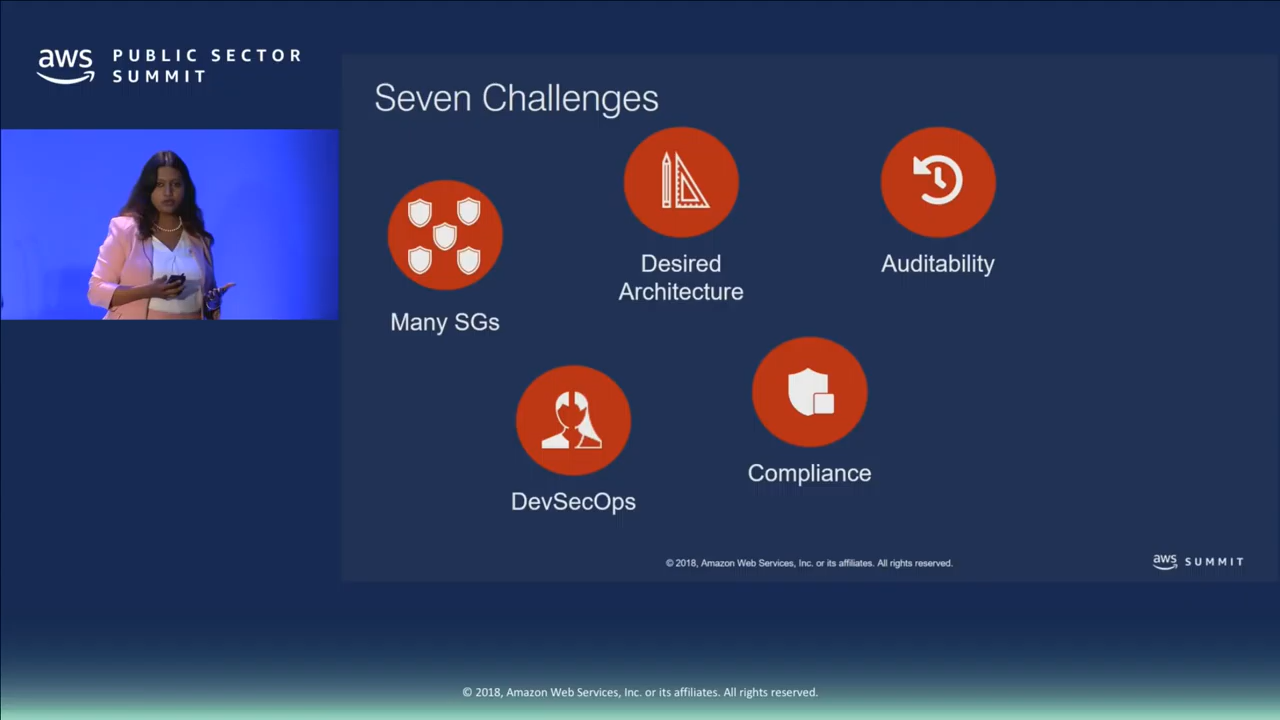 aws
PUBLIC SECTOR
SUMMIT
Seven Challenges
Many SGs
Desired
Architecture
Auditability
DevSecOps
Compliance
© 2018, Amazon Web Services, Inc. or its affiliates. All rights reserved.
aws SUMMIT
© 2018, Amazon Web Services, Inc. or its affiliates. All rights reserved.